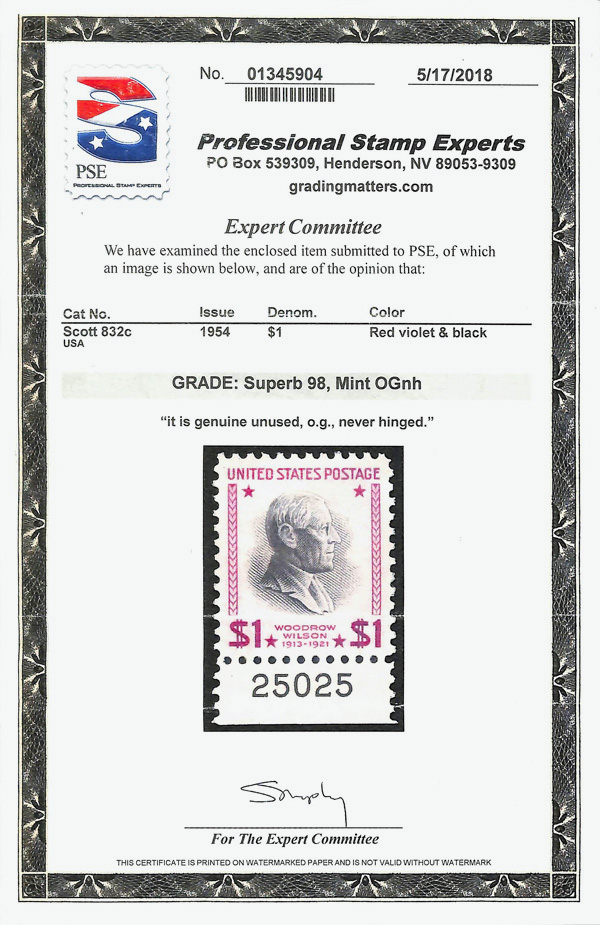 No. 01345904 5/17/2018
PSE
PROFESSIONAL STAMP EXPERTS
Professional Stamp Experts
PO Box 539309, Henderson, NV 89053-9309
gradingmatters.com
Expert Committee
We have examined the enclosed item submitted to PSE, of which
an image is shown below, and are of the opinion that:
Cat No. Issue Denom. Color
Scott 832c 1954 $1 Red violet & black
USA
GRADE: Superb 98, Mint OGnh
“it is genuine unused, o.g., never hinged.”
UNITED STATES POSTAGE
$1 WOODROW $1
WILSON
1913-1921
25025
For The Expert Committee
THIS CERTIFICATE IS PRINTED ON WATERMARKED PAPER AND IS NOT VALID WITHOUT WATERMARK